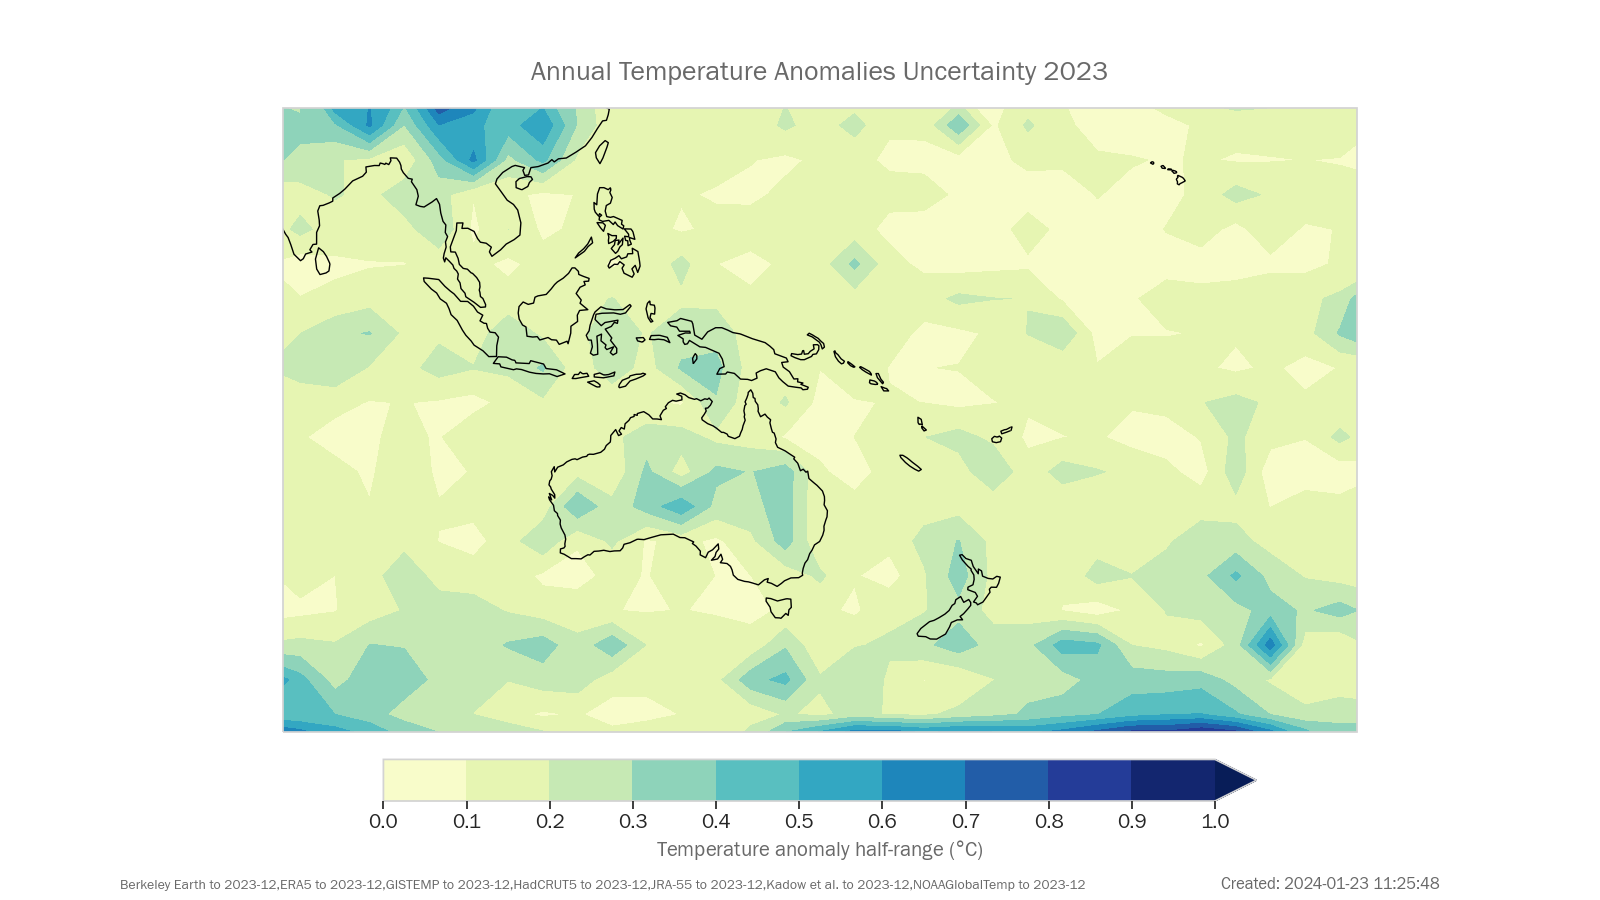 Annual Temperature Anomalies Uncertainty 2023
0.0 0.1 0.2 0.3 0.4 0.5 0.6 0.7 0.8 0.9 1.0
Temperature anomaly half-range (°C)
Berkeley Earth to 2023-12,ERA5 to 2023-12,GISTEMP to 2023-12,HadCRUT5 to 2023-12,JRA-55 to 2023-12,Kadow et al. to 2023-12,NOAAGlobalTemp to 2023-12
Created: 2024-01-23 11:25:48